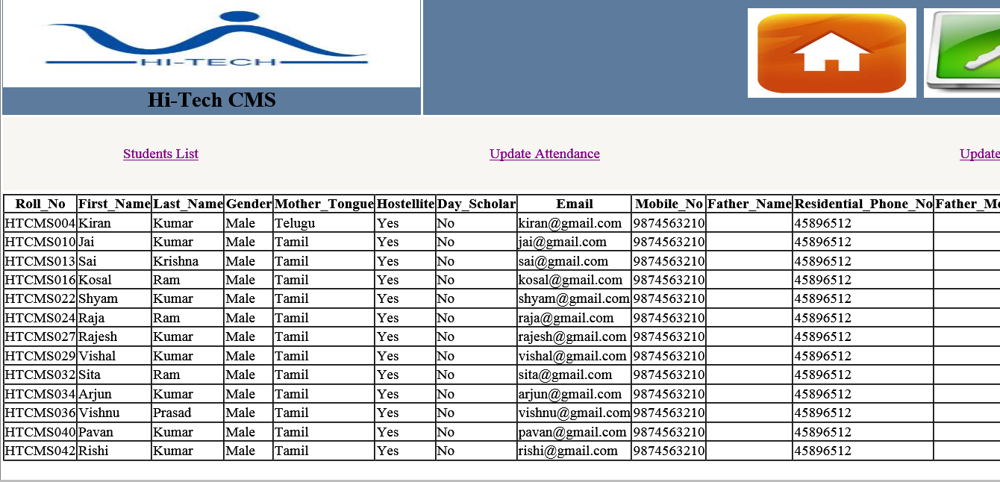 HI-TECH
Hi-Tech CMS
Students List Update Attendance Update
Roll_No First_Name Last_Name Gender Mother_Tongue Hostellite Day_Scholar Email Mobile_No Father_Name Residential_Phone_No Father_Mo
HTCMS004 Kiran Kumar Male Telugu Yes No kiran@gmail.com 9874563210 45896512
HTCMS010 Jai Kumar Male Tamil Yes No jai@gmail.com 9874563210 45896512
HTCMS013 Sai Krishna Male Tamil Yes No sai@gmail.com 9874563210 45896512
HTCMS016 Kosal Ram Male Tamil Yes No kosal@gmail.com 9874563210 45896512
HTCMS022 Shyam Kumar Male Tamil Yes No shyam@gmail.com 9874563210 45896512
HTCMS024 Raja Ram Male Tamil Yes No raja@gmail.com 9874563210 45896512
HTCMS027 Rajesh Kumar Male Tamil Yes No rajesh@gmail.com 9874563210 45896512
HTCMS029 Vishal Kumar Male Tamil Yes No vishal@gmail.com 9874563210 45896512
HTCMS032 Sita Ram Male Tamil Yes No sita@gmail.com 9874563210 45896512
HTCMS034 Arjun Kumar Male Tamil Yes No arjun@gmail.com 9874563210 45896512
HTCMS036 Vishnu Prasad Male Tamil Yes No vishnu@gmail.com 9874563210 45896512
HTCMS040 Pavan Kumar Male Tamil Yes No pavan@gmail.com 9874563210 45896512
HTCMS042 Rishi Kumar Male Tamil Yes No rishi@gmail.com 9874563210 45896512